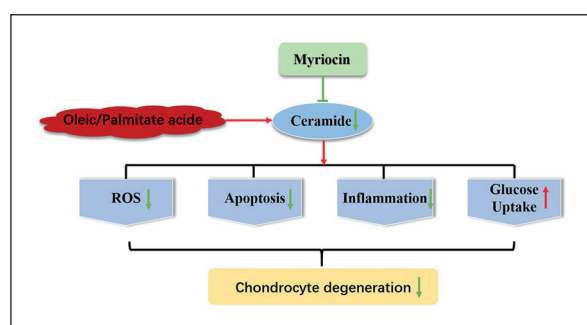 Myriocin
Oleic/Palmitate acide
Ceramide
ROS
Apoptosis
Inflammation
Glucose
Uptake
Chondrocyte degeneration